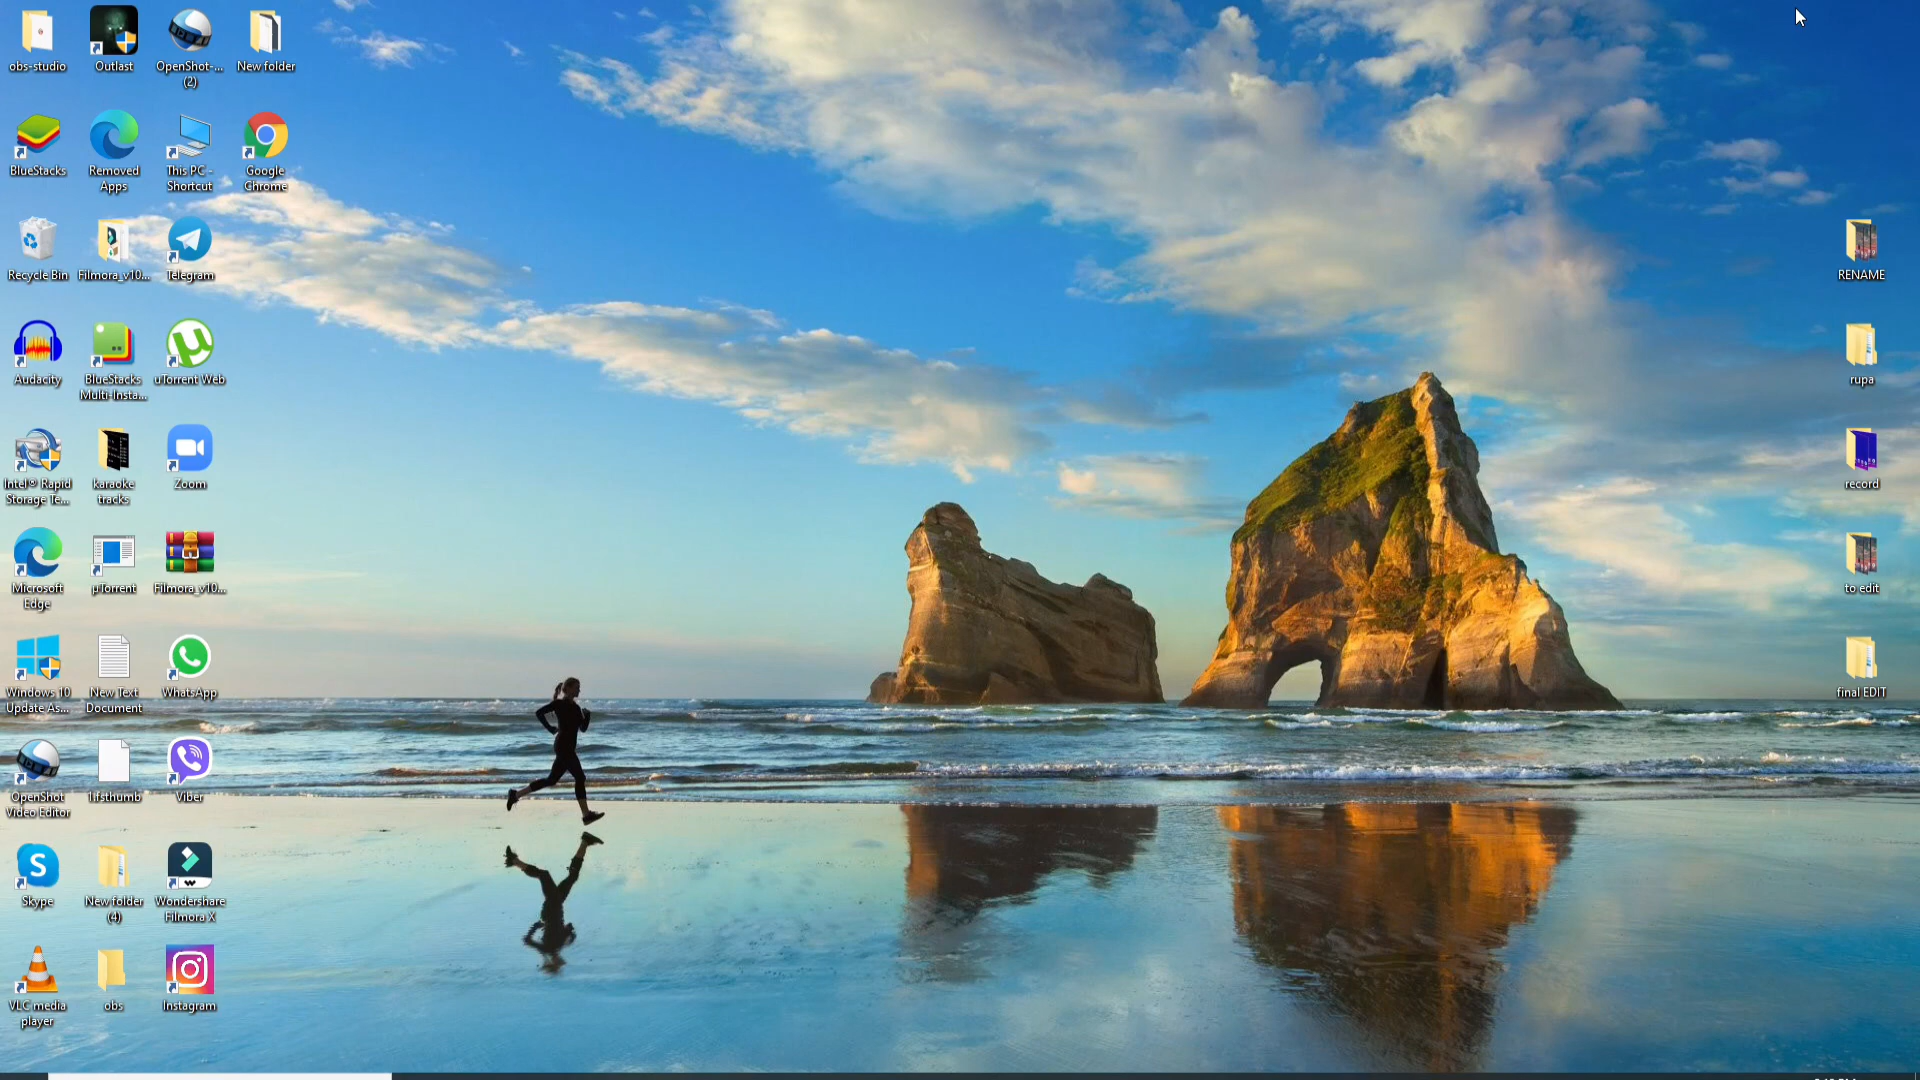 obs-studio
Outlast
OpenShot-...
(2)
New folder
BlueStacks
Removed
Apps
This PC -
Shortcut
Google
Chrome
Recycle Bin
Filmora_v10...
Telegram
RENAME
Audacity
BlueStacks
Multi-Insta...
uTorrent Web
rupa
Intel® Rapid
Storage Te...
karaoke
tracks
Zoom
record
Microsoft
Edge
µTorrent
Filmora_v10...
to edit
Windows 10
Update As...
New Text
Document
WhatsApp
final EDIT
OpenShot
Video Editor
1.fsthumb
Viber
Skype
New folder
(4)
Wondershare
Filmora X
VLC media
player
obs
Instagram